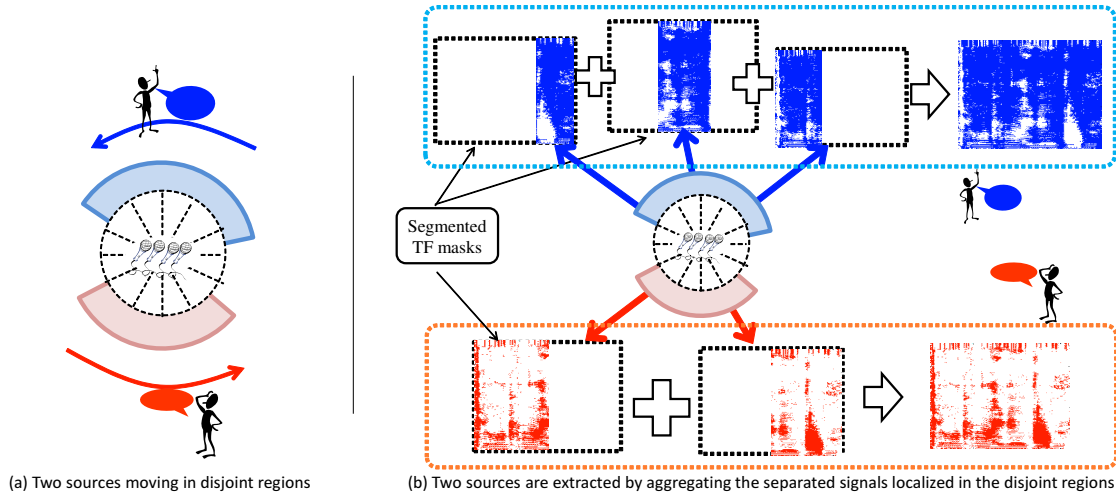 Segmented
TF masks
(a) Two sources moving in disjoint regions
(b) Two sources are extracted by aggregating the separated signals localized in the disjoint regions